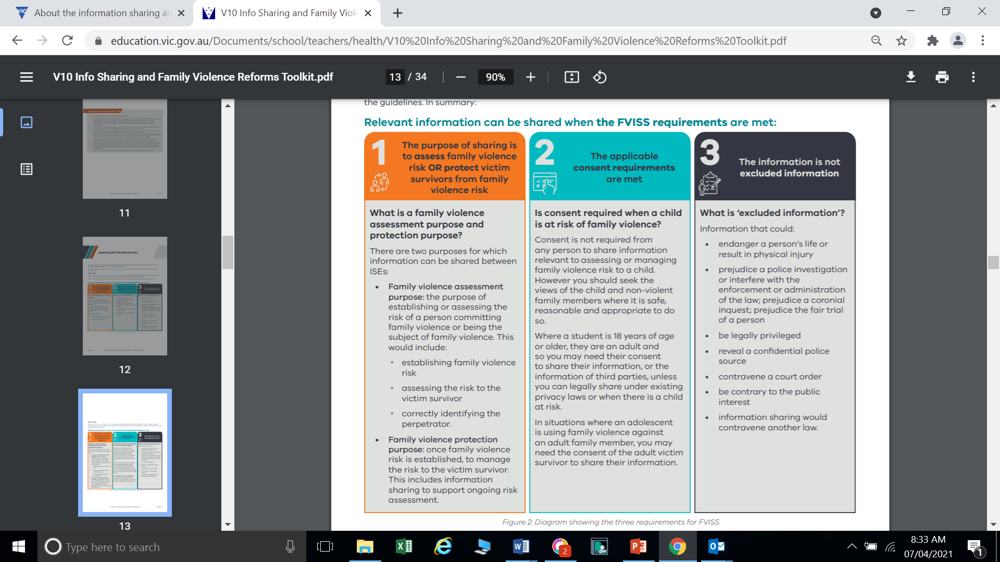 About the information sharing an
V10 Info Sharing and Family Viole
education.vic.gov.au/Documents/school/teachers/health/V10%20Info%20Sharing%20and%20Family%20Violence%20Reforms%20Toolkit.pdf
V10 Info Sharing and Family Violence Reforms Toolkit.pdf
13 / 34
90%
11
Applying the threshold tests
12
13
the guidelines. In summary:
Relevant information can be shared when the FVISS requirements are met:
1
The purpose of sharing is
to assess family violence
risk OR protect victim
survivors from family
violence risk
What is a family violence
assessment purpose and
protection purpose?
There are two purposes for which
information can be shared between
ISEs:
• Family violence assessment
purpose: the purpose of
establishing or assessing the
risk of a person committing
family violence or being the
subject of family violence. This
would include:
◦ establishing family violence
risk
◦ assessing the risk to the
victim survivor
◦ correctly identifying the
perpetrator.
• Family violence protection
purpose: once family violence
risk is established, to manage
the risk to the victim survivor.
This includes information
sharing to support ongoing risk
assessment.
2
The applicable
consent requirements
are met
Is consent required when a child
is at risk of family violence?
Consent is not required from
any person to share information
relevant to assessing or managing
family violence risk to a child.
However you should seek the
views of the child and non-violent
family members where it is safe,
reasonable and appropriate to do
so.
Where a student is 18 years of age
or older, they are an adult and
so you may need their consent
to share their information, or the
information of third parties, unless
you can legally share under existing
privacy laws or when there is a child
at risk.
In situations where an adolescent
is using family violence against
an adult family member, you may
need the consent of the adult victim
survivor to share their information.
3
The information is not
excluded information
What is ‘excluded information’?
Information that could:
• endanger a person’s life or
result in physical injury
• prejudice a police investigation
or interfere with the
enforcement or administration
of the law; prejudice a coronial
inquest; prejudice the fair trial
of a person
• be legally privileged
• reveal a confidential police
source
• contravene a court order
• be contrary to the public
interest
• information sharing would
contravene another law.
Figure 2: Diagram showing the three requirements for FVISS
Type here to search
2
8:33 AM
07/04/2021
1